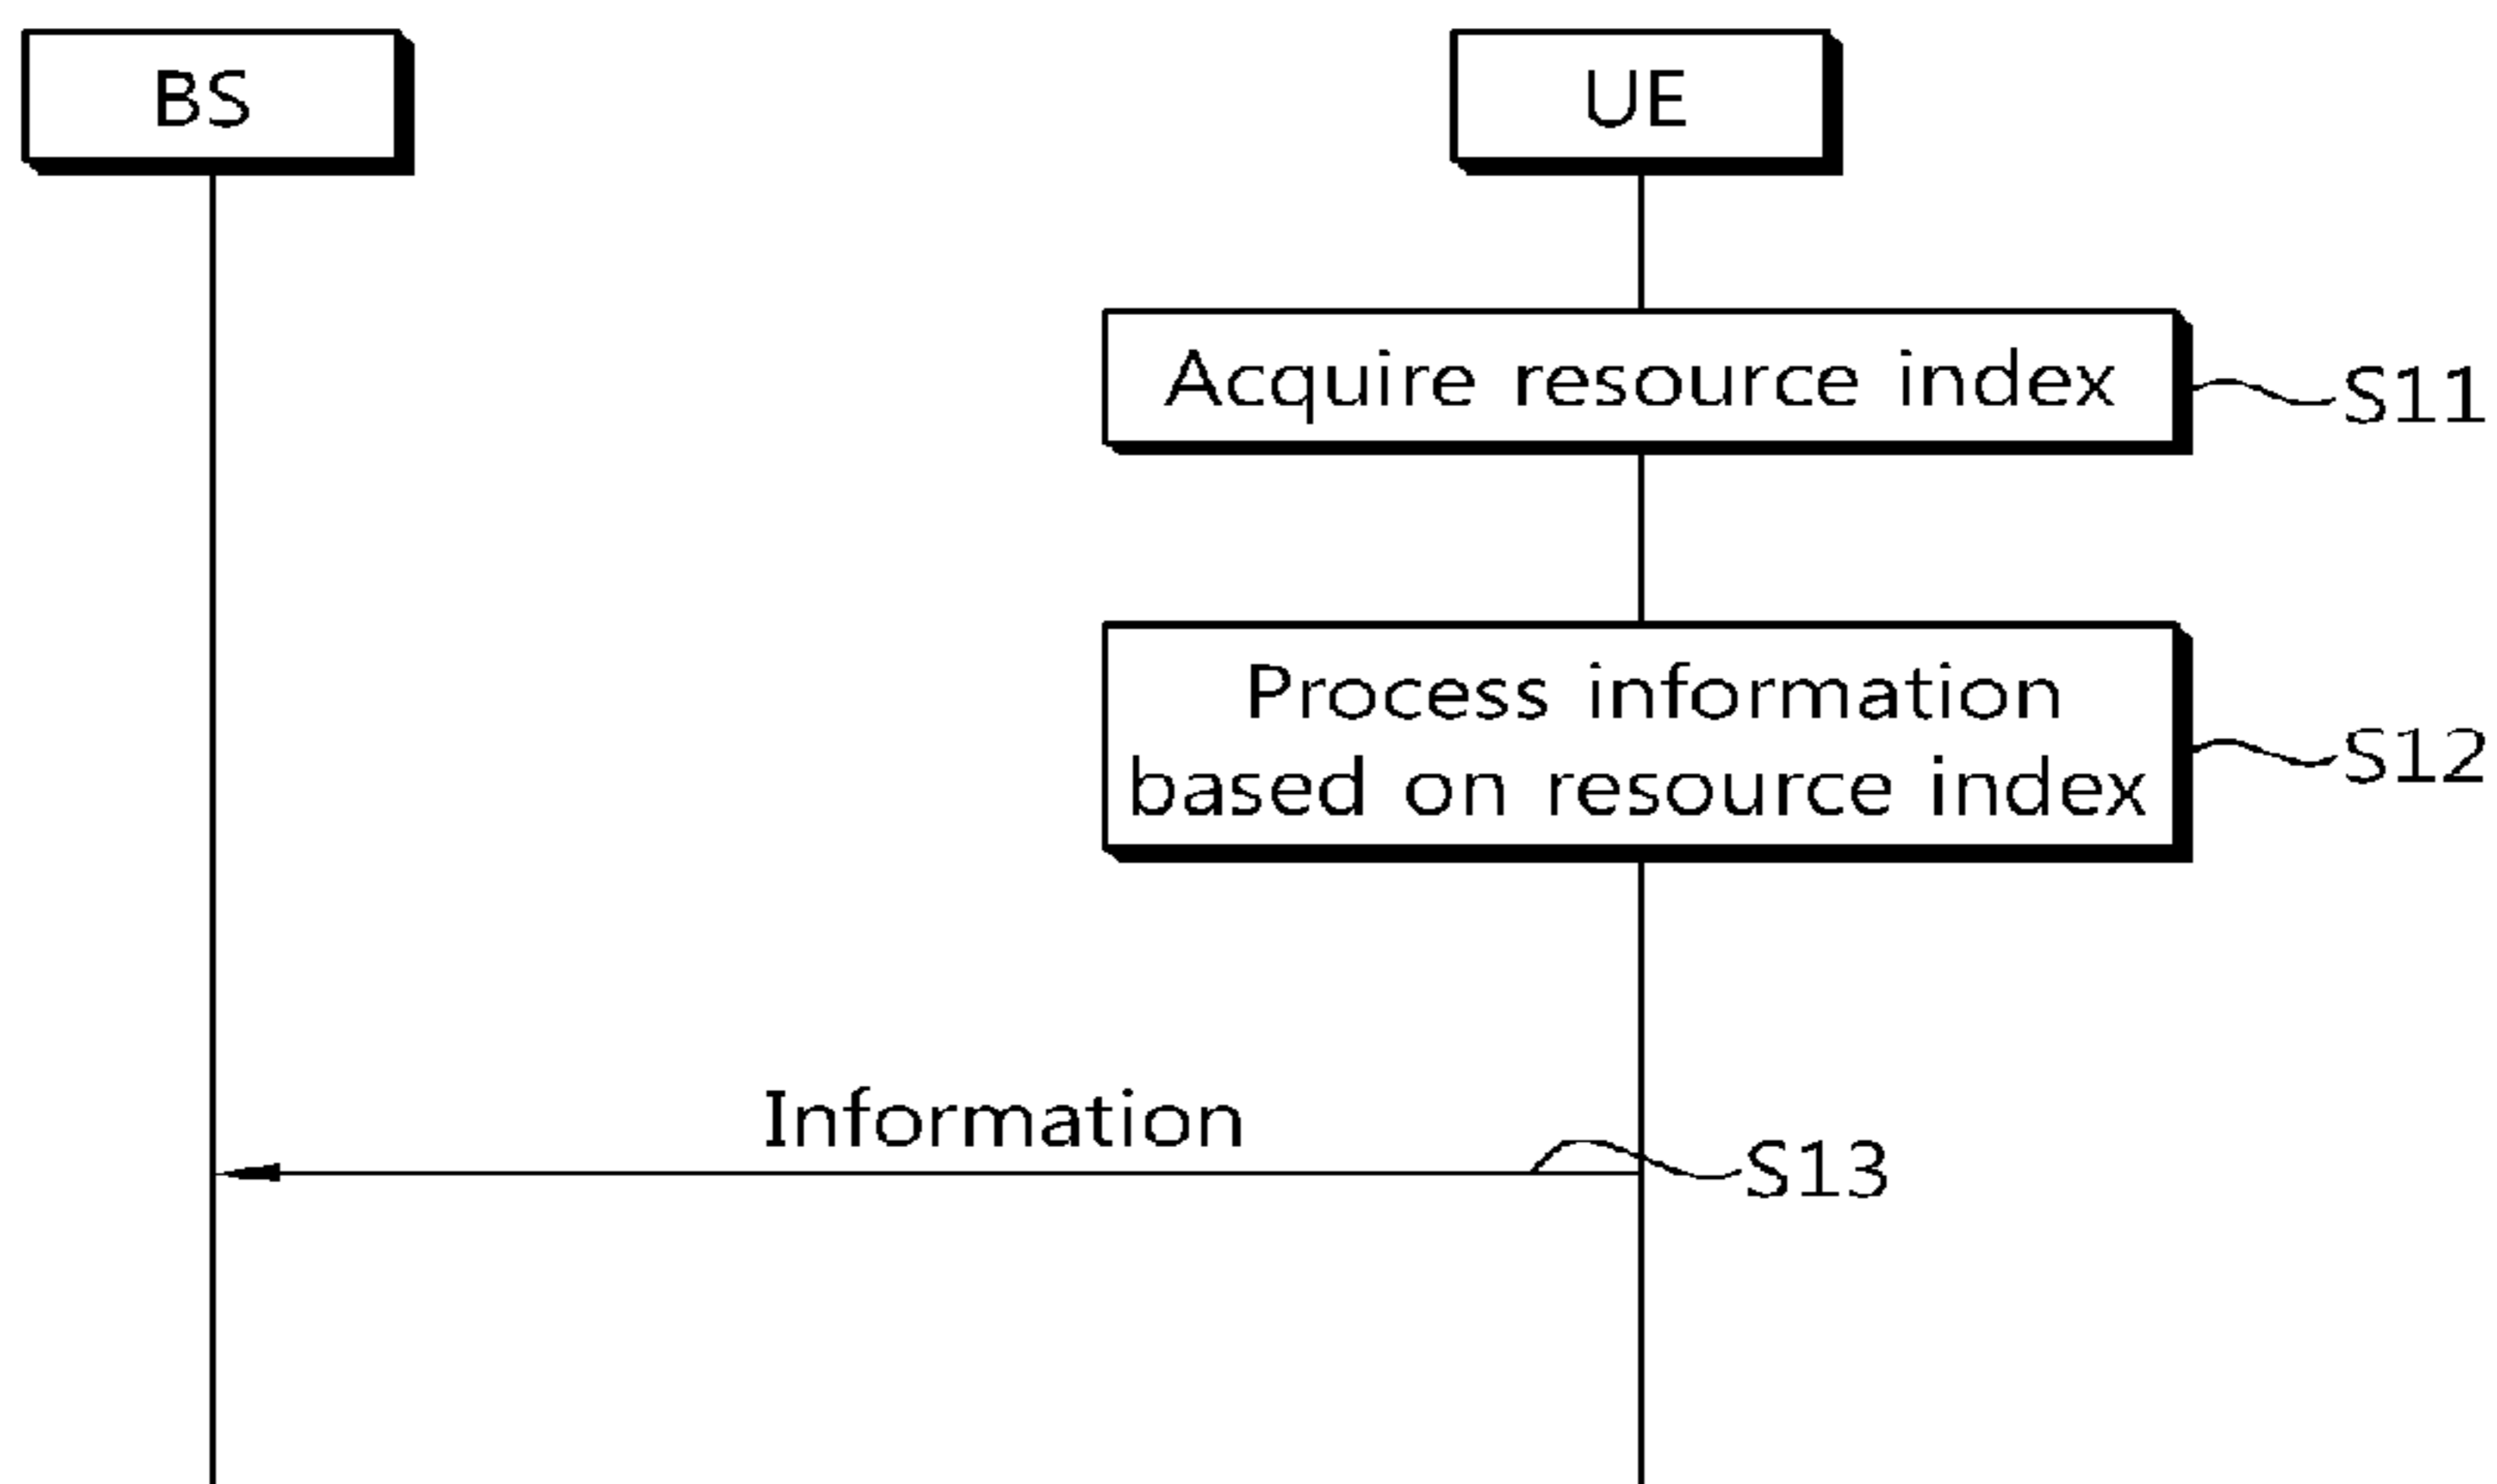 BS
UE
Acquire resource index
S11
Process information
based on resource index
S12
Information
S13